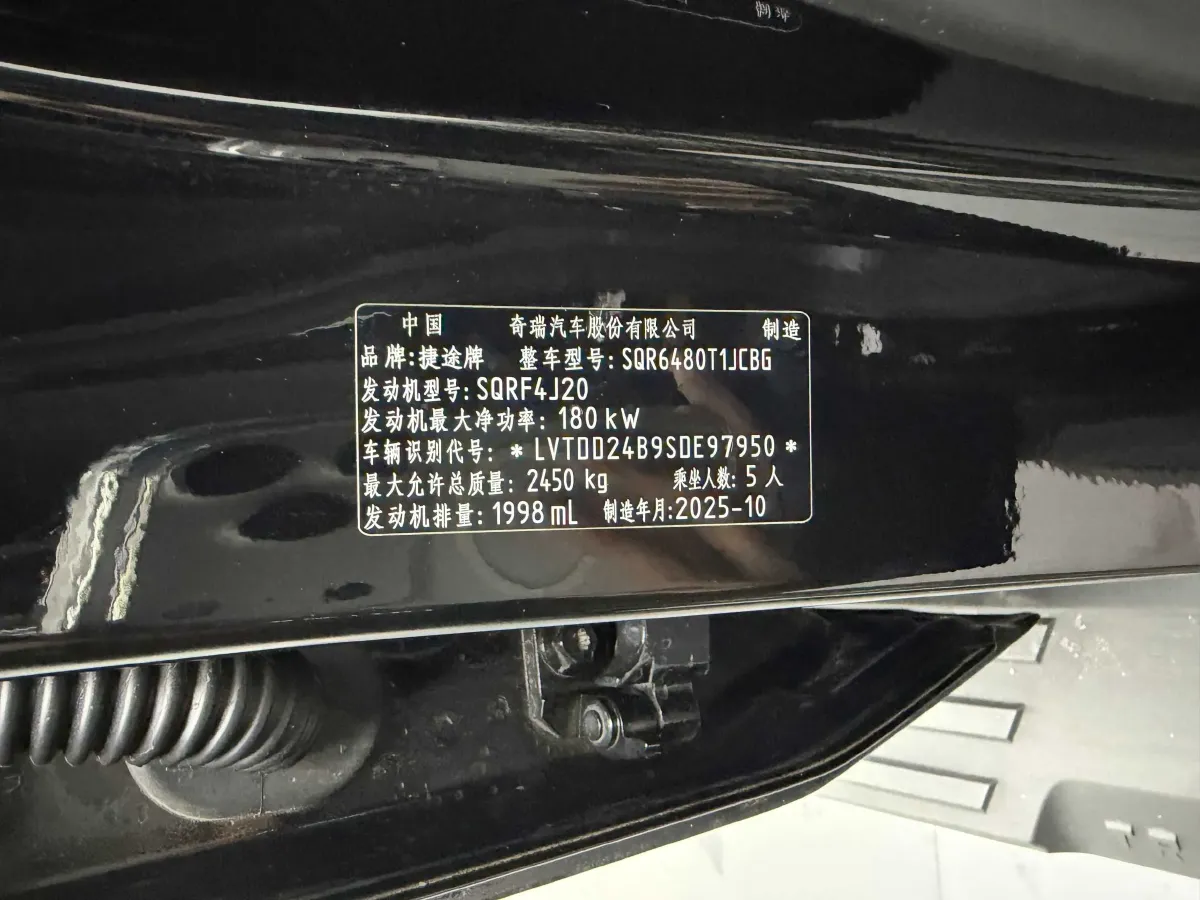 中国 奇瑞汽车股份有限公司 制造
品牌:捷途牌 整车型号:SQR6480T1JCBG
发动机型号:SQRF4J20
发动机最大净功率:180 kW
车辆识别代号:*LVTDD24B9SDE97950*
最大允许总质量:2450 kg 乘坐人数:5人
发动机排量:1998 mL 制造年月:2025-10